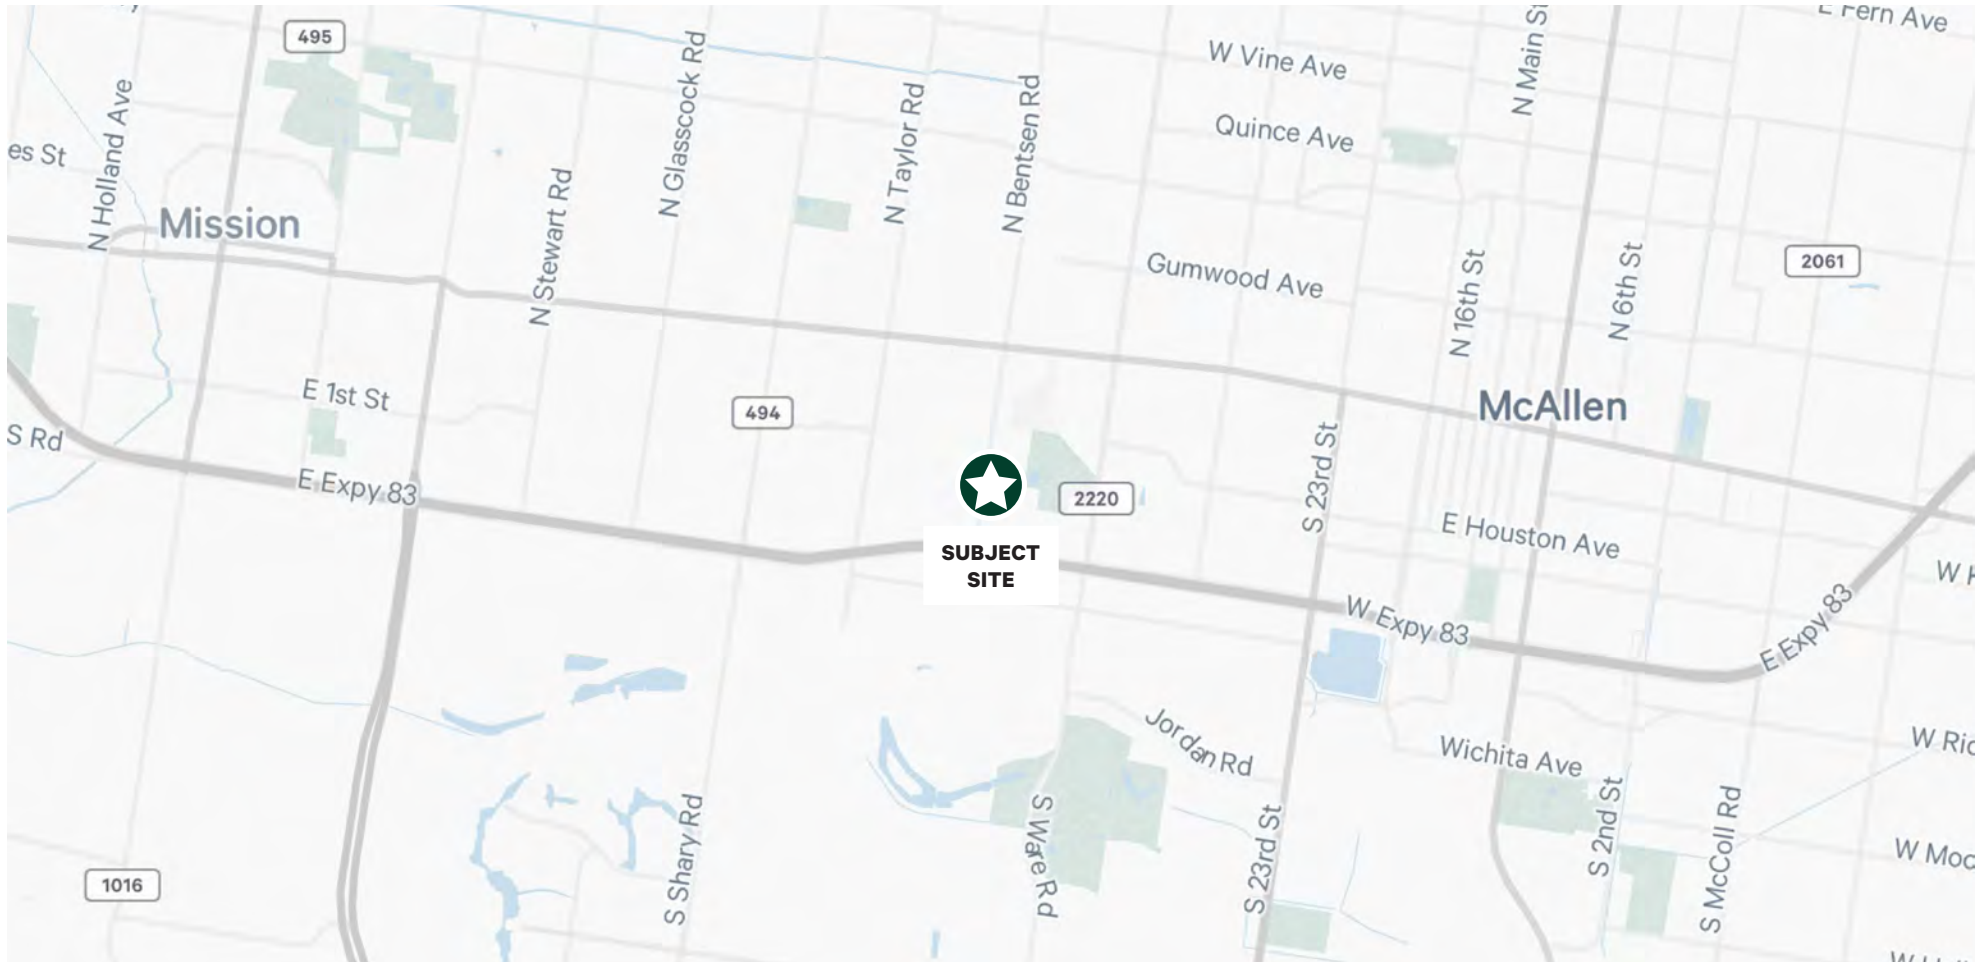 495
E Fern Ave
W Vine Ave
N Main St
N Glasscock Rd
N Holland Ave
N Taylor Rd
N Bentsen Rd
Quince Ave
es St
N Stewart Rd
Mission
Gumwood Ave
N 16th St
N 6th St
2061
E 1st St
494
McAllen
S Rd
E Expy 83
2220
S 23rd St
E Houston Ave
SUBJECT
SITE
W Expy 83
E Expy 83
Jordan Rd
Wichita Ave
W Ric
S Shary Rd
S Ware Rd
S 23rd St
S 2nd St
S McColl Rd
W Moo
1016